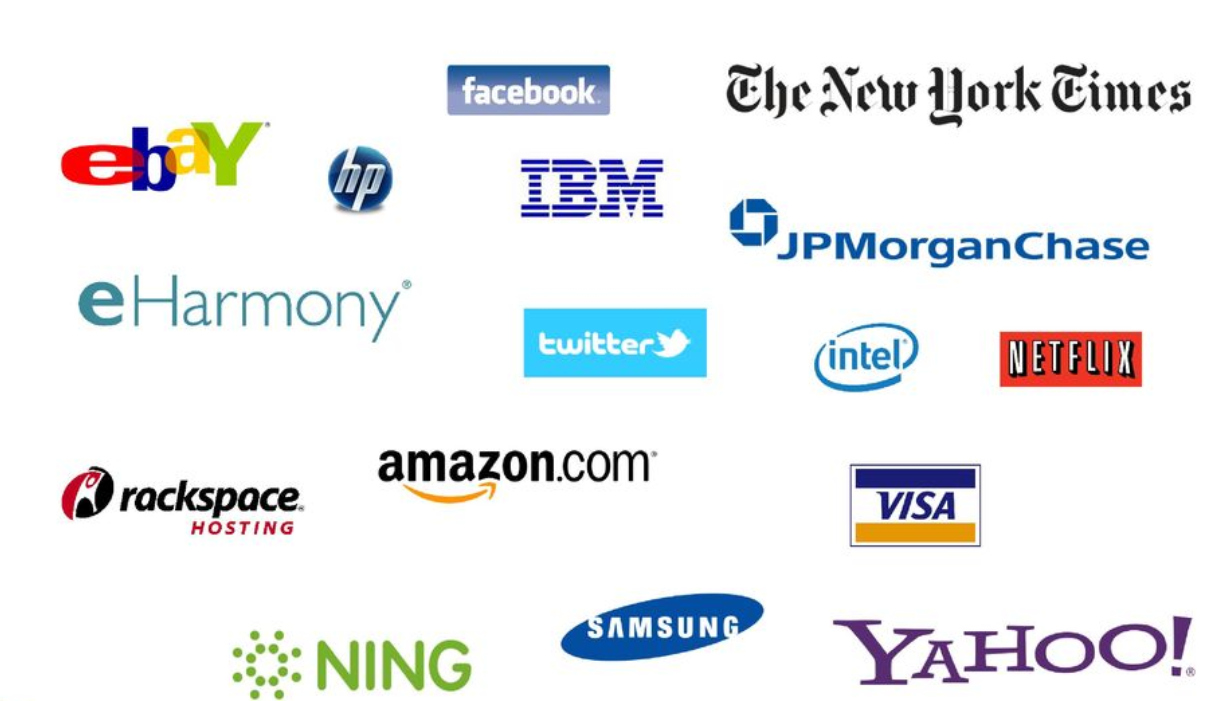 facebook
The New York Times
ebaY
hp
IBM
JPMorganChase
eHarmony®
twitter
intel
NETFLIX
amazon.com
rackspace
HOSTING
VISA
SAMSUNG
NING
YAHOO!